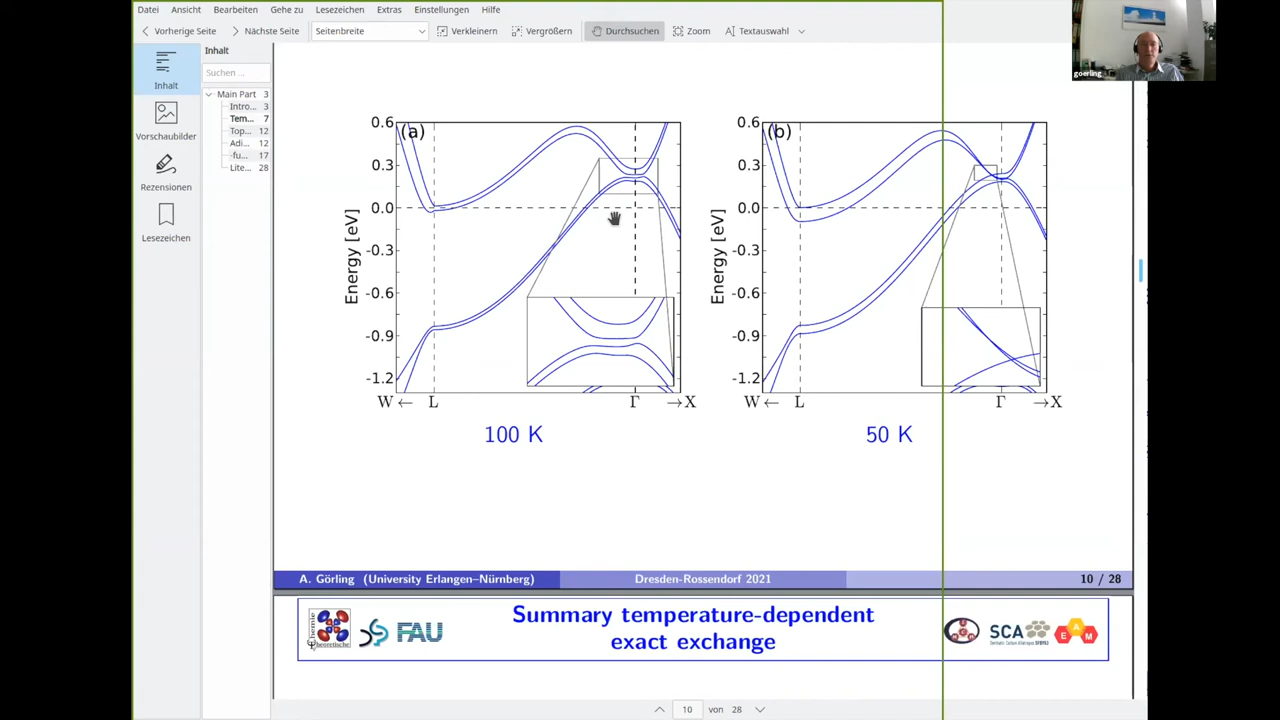 Datei Ansicht Bearbeiten Gehe zu Lesezeichen Extras Einstellungen Hilfe
Vorherige Seite Nächste Seite Seitenbreite Verkleinern Vergrößern Durchsuchen Zoom Textauswahl
goerling
Inhalt
Vorschaubilder
Rezensionen
Lesezeichen
Inhalt
Suchen ...
Main Part 3
Intro... 3
Tem... 7
Top... 12
Adi... 12
-fu... 17
Lite... 28
(a)
Energy [eV]
0.6
0.3
0.0
-0.3
-0.6
-0.9
-1.2
W ← L Γ →X
100 K
(b)
Energy [eV]
0.6
0.3
0.0
-0.3
-0.6
-0.9
-1.2
W ← L Γ →X
50 K
A. Görling (University Erlangen–Nürnberg) Dresden-Rossendorf 2021 10 / 28
Theoretische Chemie
FAU
Summary temperature-dependent
exact exchange
SCA
E A M
10 von 28